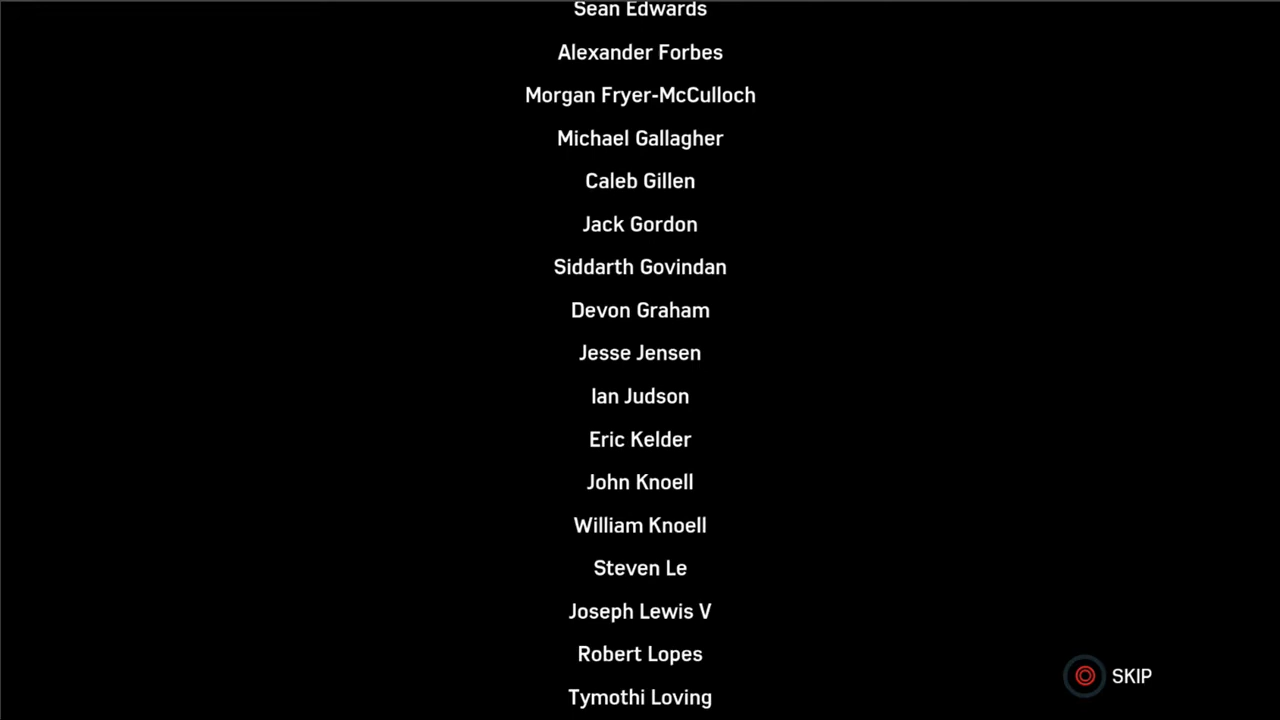 Sean Edwards
Alexander Forbes
Morgan Fryer-McCulloch
Michael Gallagher
Caleb Gillen
Jack Gordon
Siddarth Govindan
Devon Graham
Jesse Jensen
Ian Judson
Eric Kelder
John Knoell
William Knoell
Steven Le
Joseph Lewis V
Robert Lopes
SKIP
Tymothi Loving